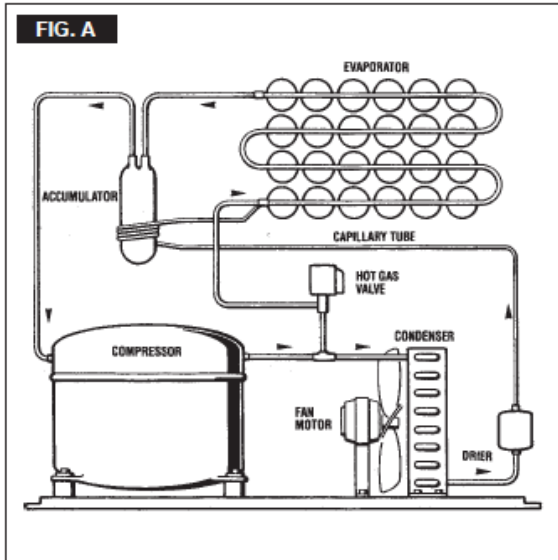 FIG. A
EVAPORATOR
ACCUMULATOR
CAPILLARY TUBE
HOT GAS
VALVE
COMPRESSOR
CONDENSER
FAN
MOTOR
DRIER